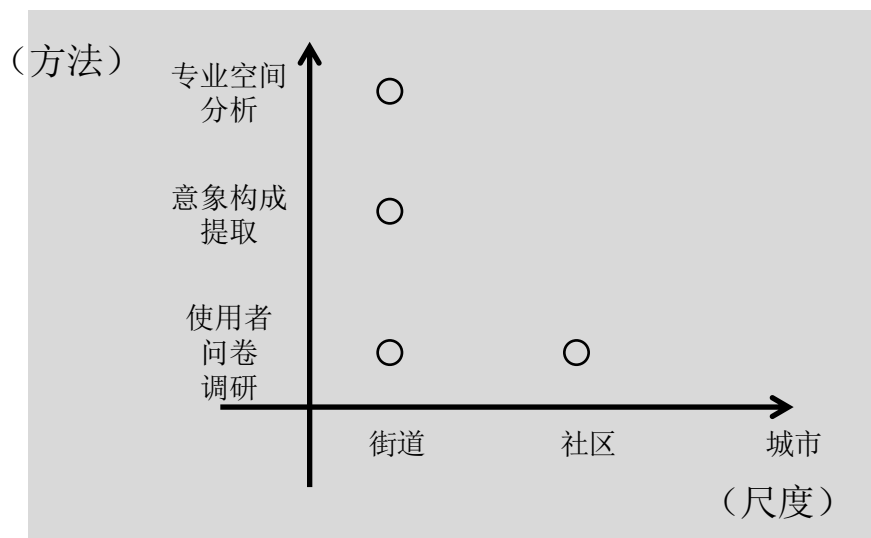 （方法）
专业空间
分析
意象构成
提取
使用者
问卷
调研
街道
社区
城市
（尺度）